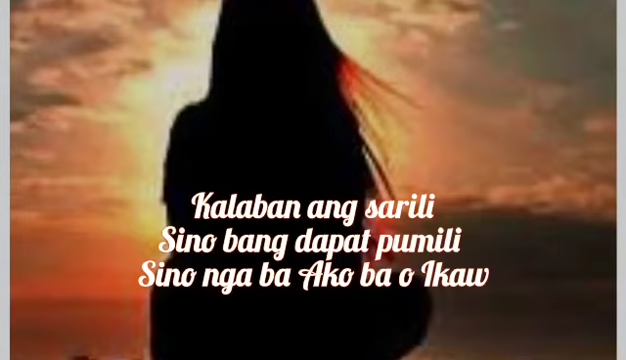 Kalaban ang sarili
Sino bang dapat pumili
Sino nga ba Ako ba o Ikaw